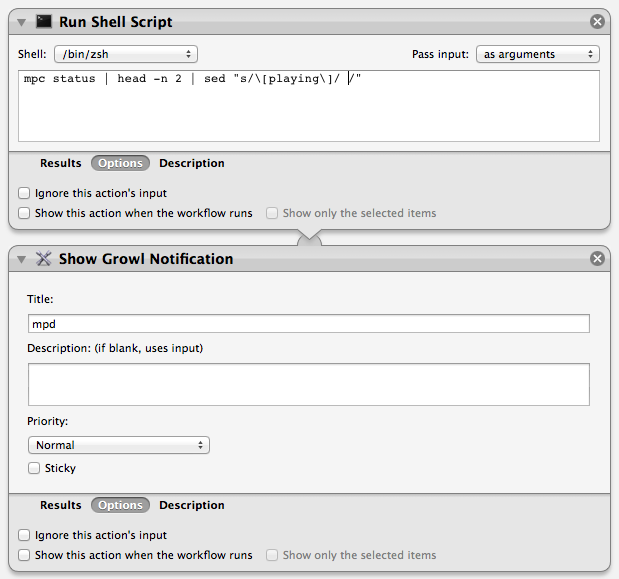 Run Shell Script
Shell: /bin/zsh Pass input: as arguments
mpc status | head -n 2 | sed "s/\[playing\]/ /"
Results Options Description
Ignore this action's input
Show this action when the workflow runs Show only the selected items
Show Growl Notification
Title:
mpd
Description: (if blank, uses input)
Priority:
Normal
Sticky
Results Options Description
Ignore this action's input
Show this action when the workflow runs Show only the selected items